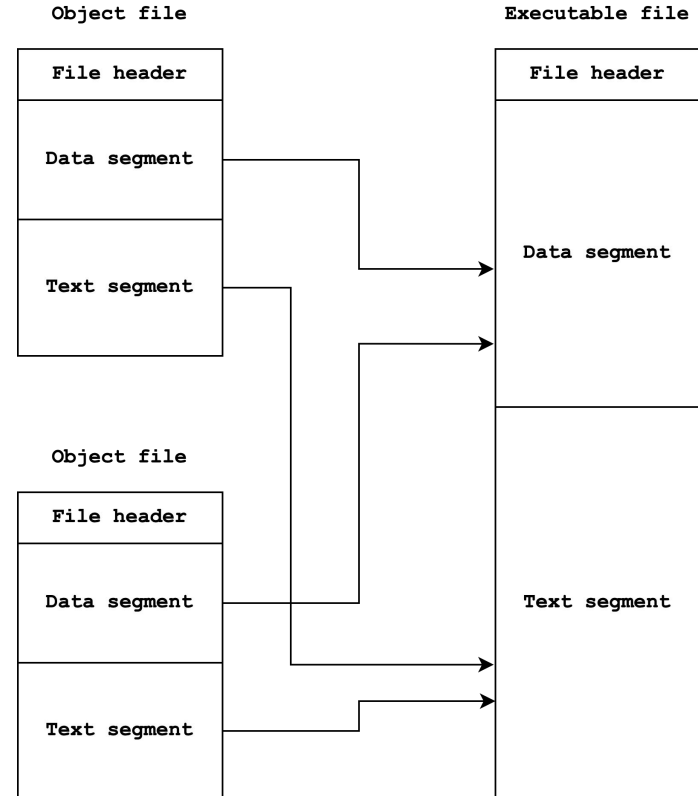 Object file
Executable file
File header
File header
Data segment
Data segment
Text segment
Object file
File header
Data segment
Text segment
Text segment